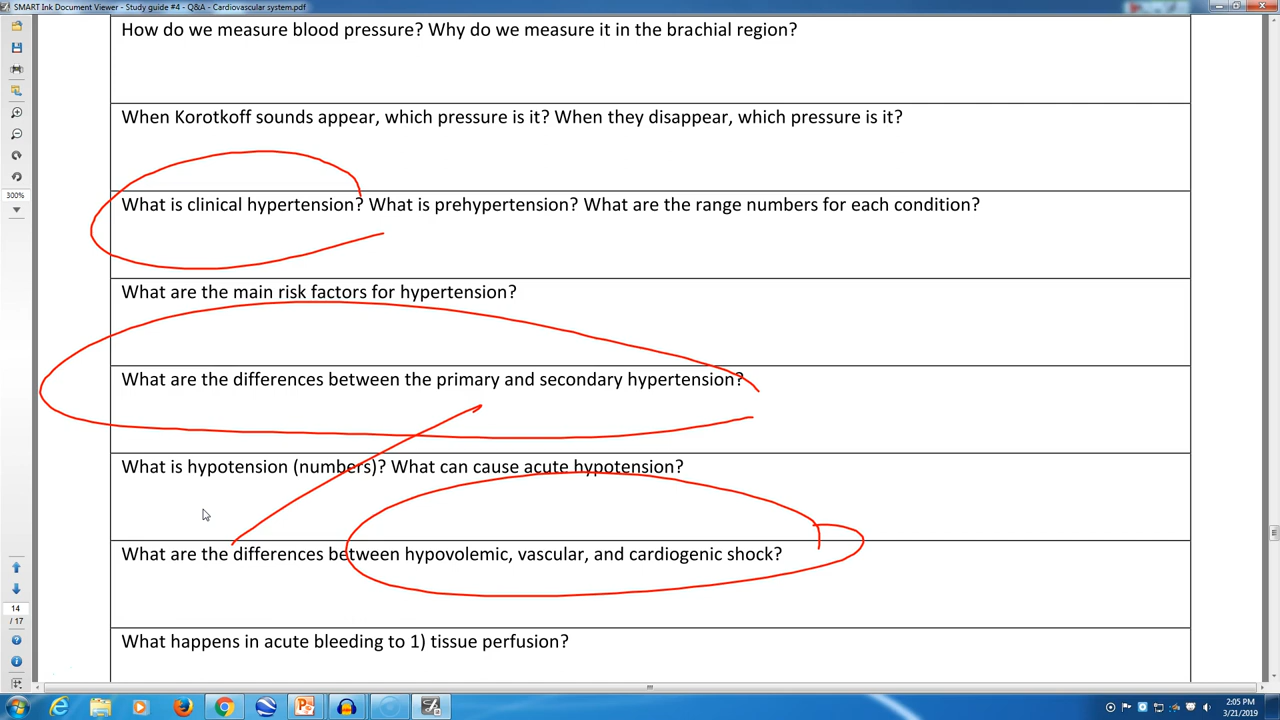 SMART Ink Document Viewer - Study guide #4 - Q&A - Cardiovascular system.pdf
How do we measure blood pressure? Why do we measure it in the brachial region?
When Korotkoff sounds appear, which pressure is it? When they disappear, which pressure is it?
300%
What is clinical hypertension? What is prehypertension? What are the range numbers for each condition?
What are the main risk factors for hypertension?
What are the differences between the primary and secondary hypertension?
What is hypotension (numbers)? What can cause acute hypotension?
What are the differences between hypovolemic, vascular, and cardiogenic shock?
14
/ 17
What happens in acute bleeding to 1) tissue perfusion?
2:05 PM
3/21/2019